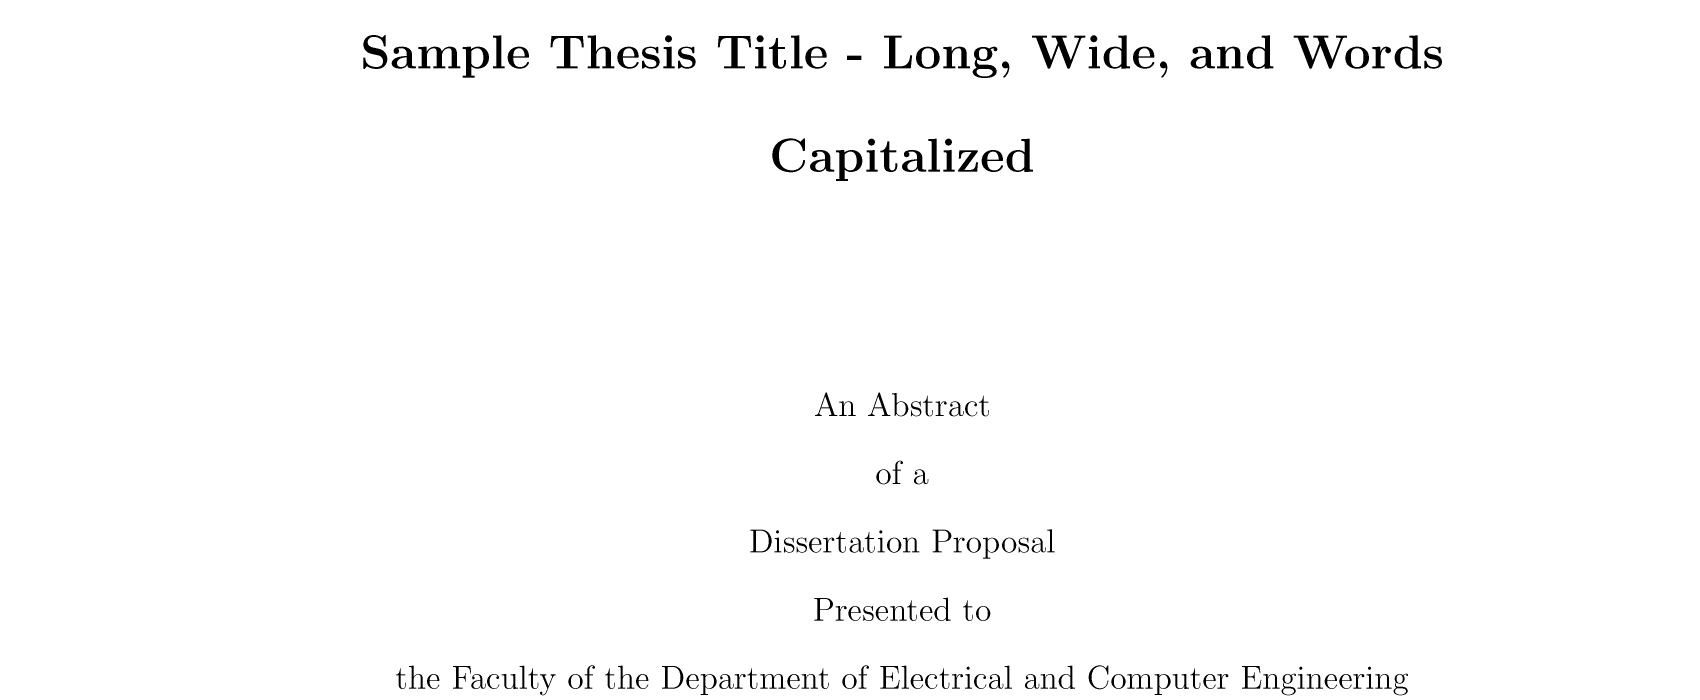 Sample Thesis Title - Long, Wide, and Words
Capitalized
An Abstract
of a
Dissertation Proposal
Presented to
the Faculty of the Department of Electrical and Computer Engineering